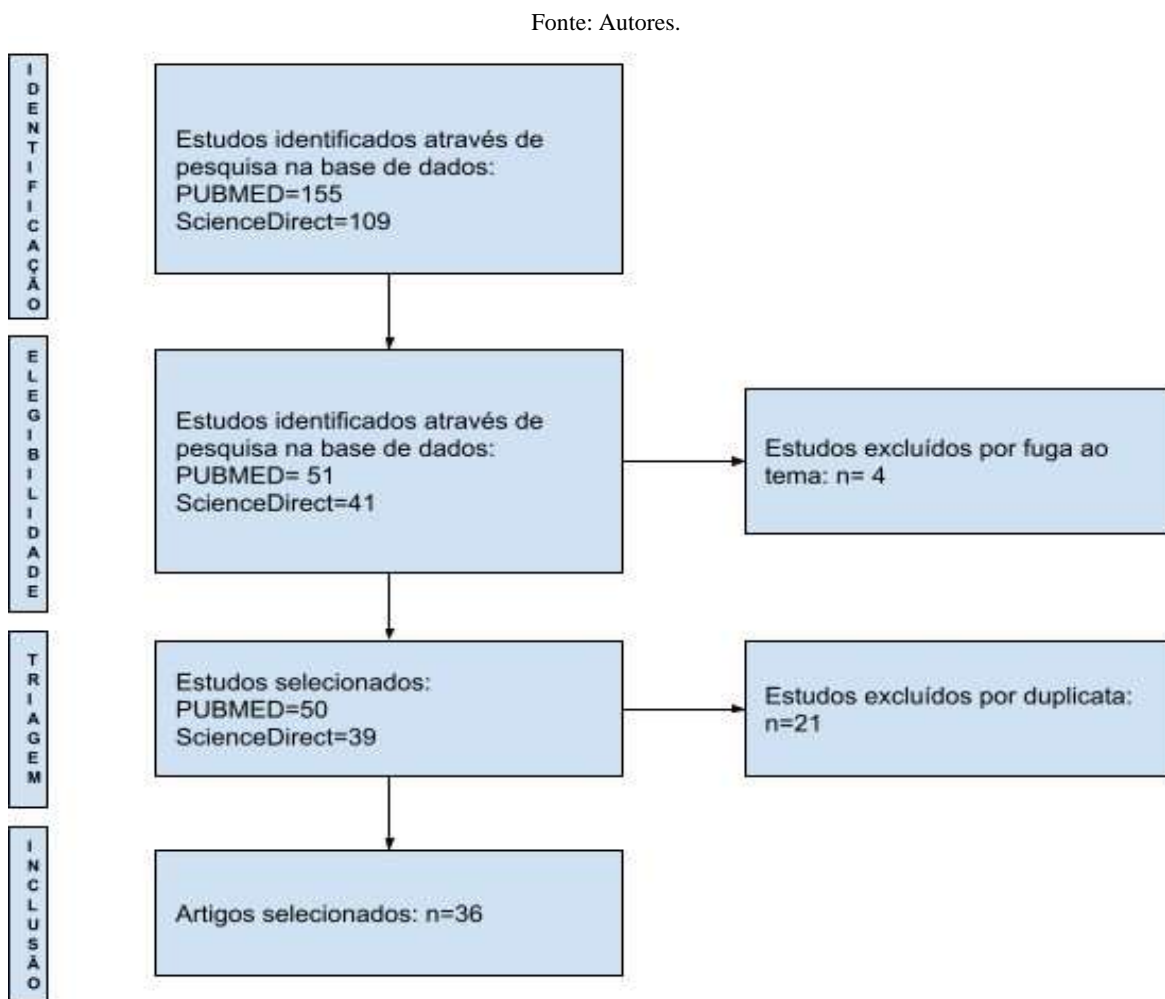 Fonte: Autores.
IDENTIFICAÇÃO
Estudos identificados através de
pesquisa na base de dados:
PUBMED=155
ScienceDirect=109
ELEGIBILIDADE
Estudos identificados através de
pesquisa na base de dados:
PUBMED= 51
ScienceDirect=41
Estudos excluídos por fuga ao
tema: n= 4
TRIAGEM
Estudos selecionados:
PUBMED=50
ScienceDirect=39
Estudos excluídos por duplicata:
n=21
INCLUSÃO
Artigos selecionados: n=36